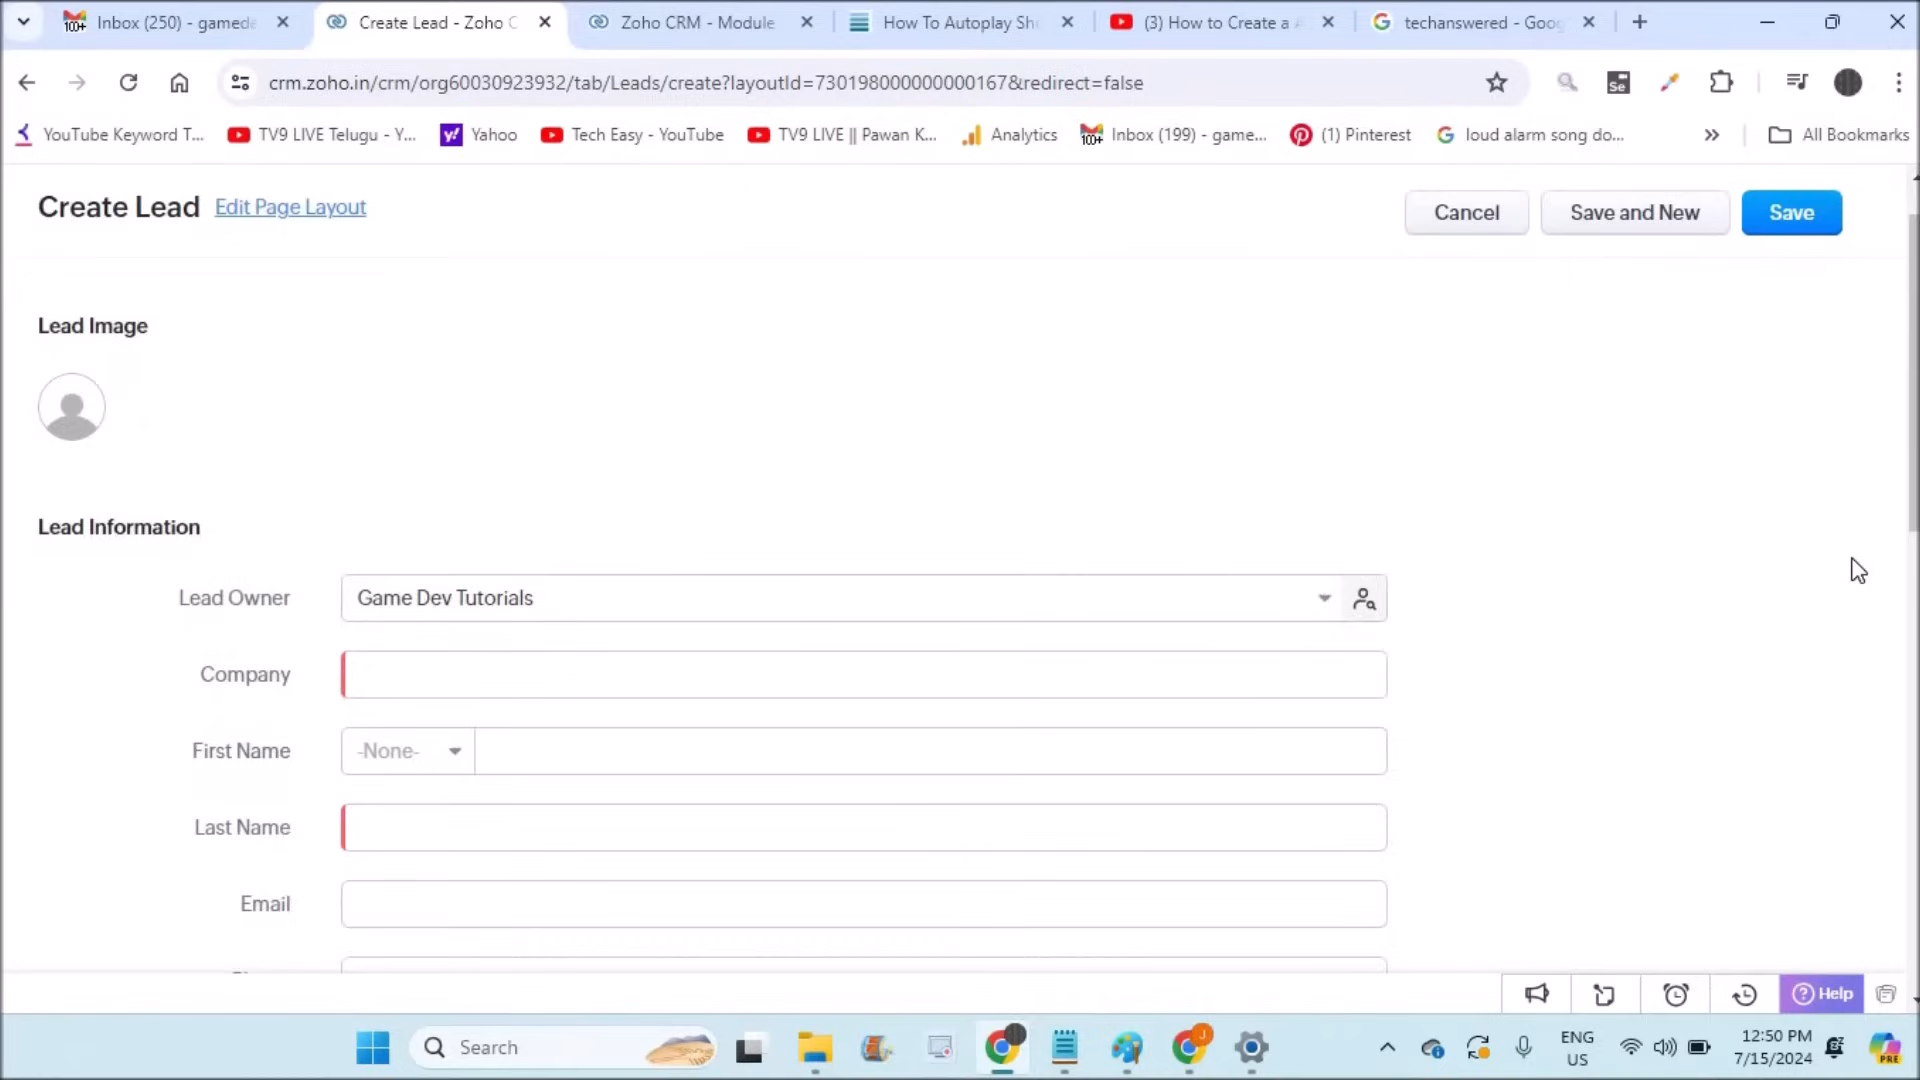 Inbox (250) - gamede
Create Lead - Zoho C
Zoho CRM - Module
How To Autoplay Sh
(3) How to Create a
techanswered - Goog
crm.zoho.in/crm/org60030923932/tab/Leads/create?layoutId=730198000000000167&redirect=false
YouTube Keyword T...
TV9 LIVE Telugu - Y...
Yahoo
Tech Easy - YouTube
TV9 LIVE || Pawan K...
Analytics
Inbox (199) - game...
(1) Pinterest
loud alarm song do...
All Bookmarks
Create Lead
Edit Page Layout
Cancel
Save and New
Save
Lead Image
Lead Information
Lead Owner
Game Dev Tutorials
Company
First Name
-None-
Last Name
Email
Help
Search
ENG
US
12:50 PM
7/15/2024